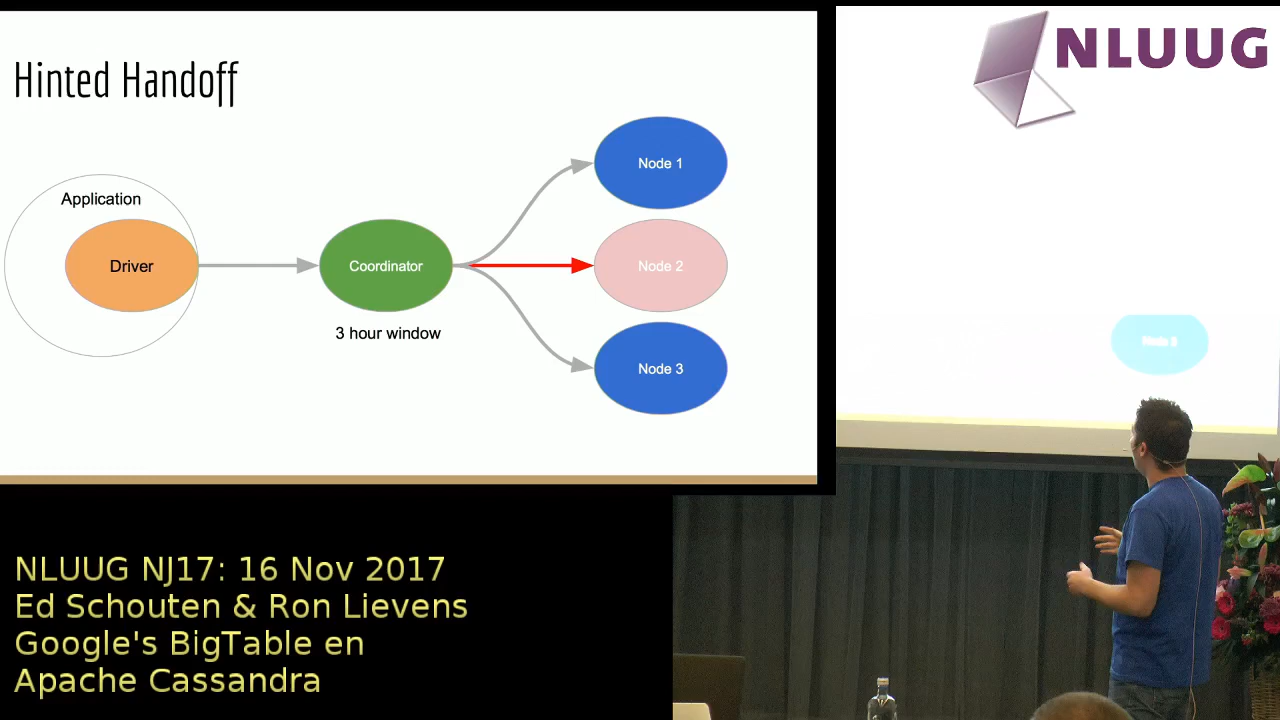 Hinted Handoff
Application
Driver
Coordinator
3 hour window
Node 1
Node 2
Node 3
NLUUG
NLUUG NJ17: 16 Nov 2017
Ed Schouten & Ron Lievens
Google's BigTable en
Apache Cassandra